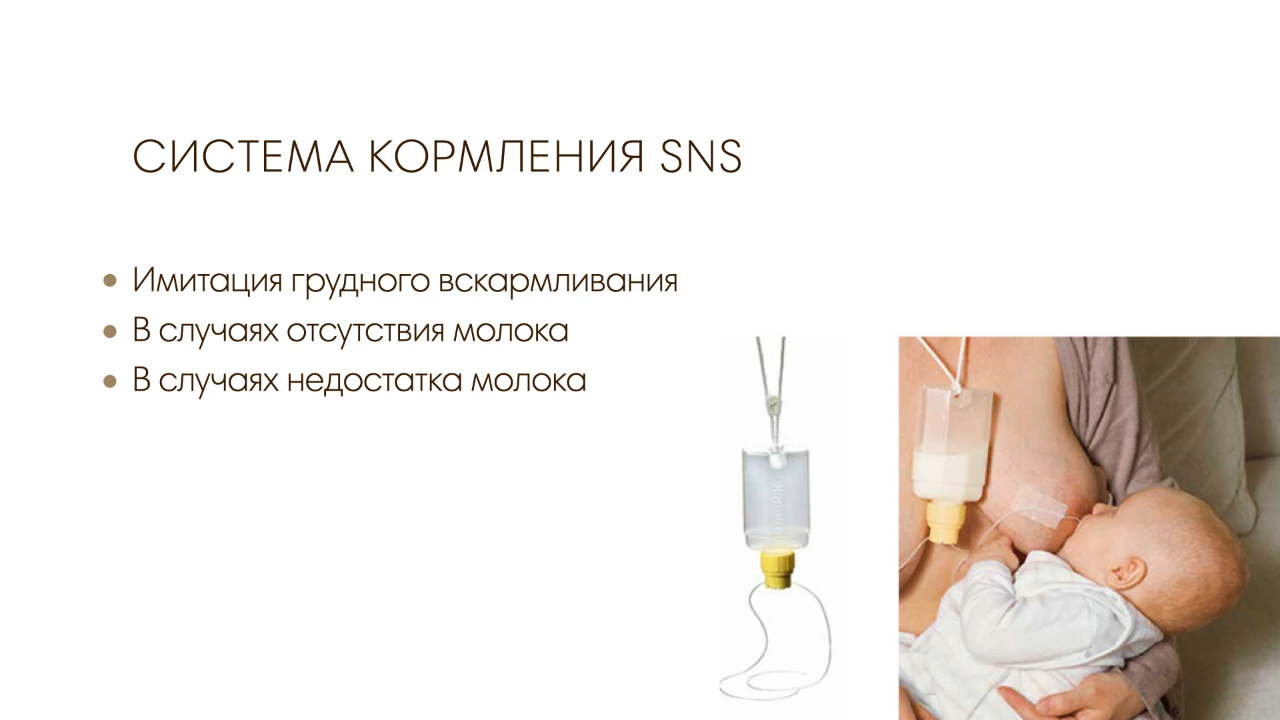 СИСТЕМА КОРМЛЕНИЯ SNS
Имитация грудного вскармливания
В случаях отсутствия молока
В случаях недостатка молока